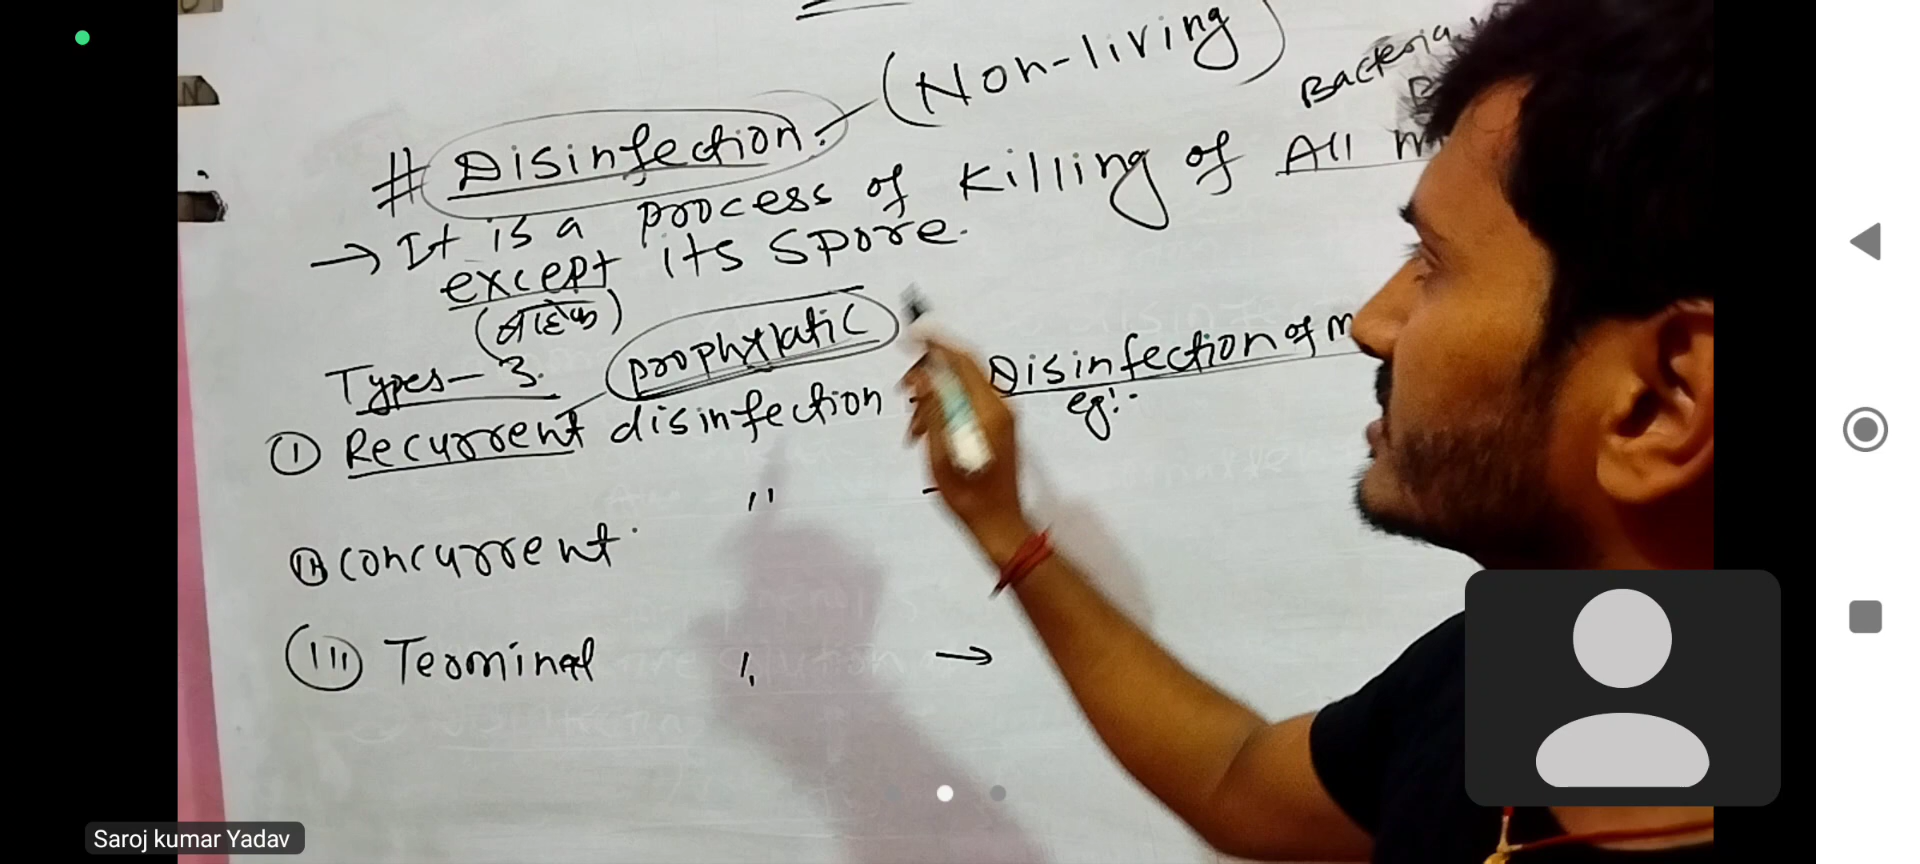 (Non-living)
Bacteria
# Disinfection:-
→ It is a process of killing of All
except its spore.
(बाहेक)
Types- 3.
prophylatic
① Recurrent disinfection - Disinfection of
eg:-
ⓘⓘ concurrent " -
ⓘⓘⓘ Terminal " →
Saroj kumar Yadav